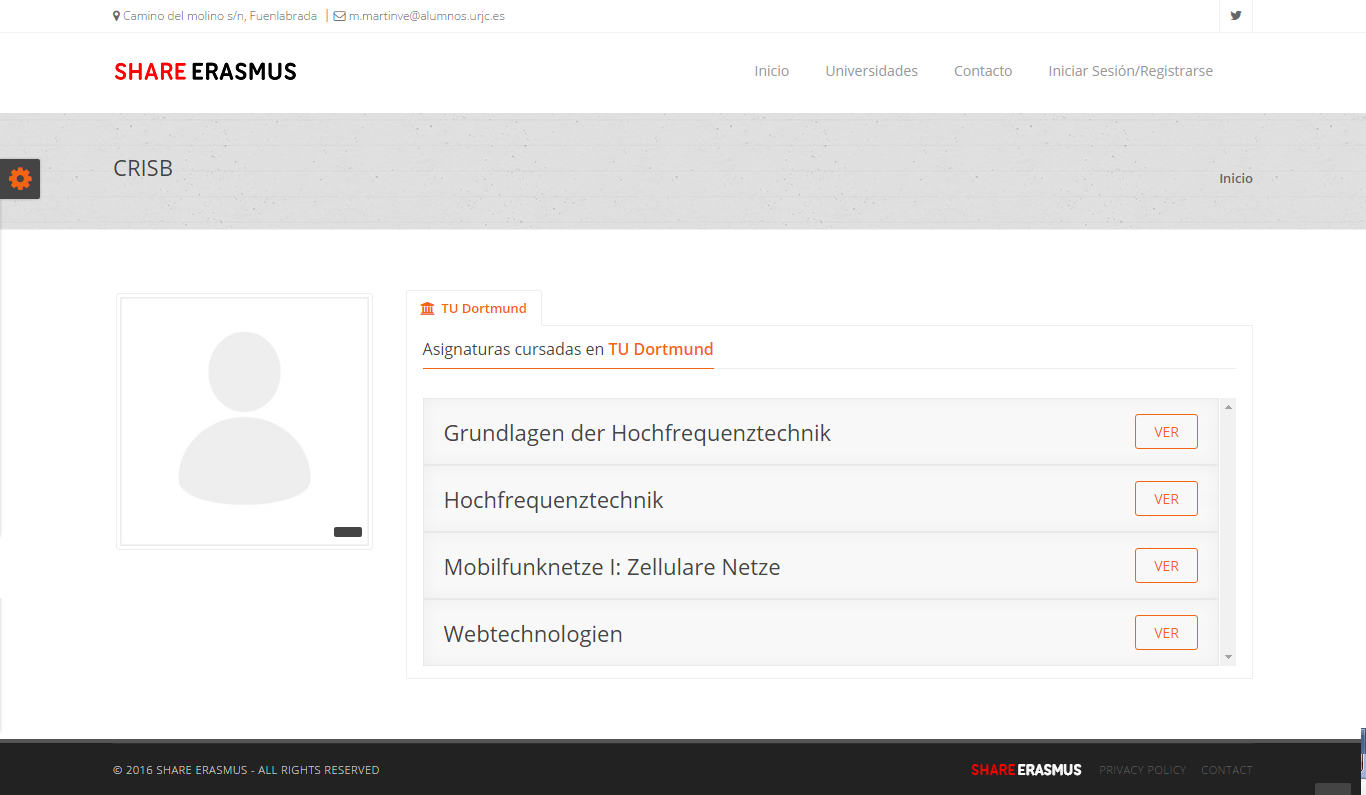 Camino del molino s/n, Fuenlabrada | m.martinve@alumnos.urjc.es
SHARE ERASMUS
Inicio Universidades Contacto Iniciar Sesión/Registrarse
CRISB
Inicio
TU Dortmund
Asignaturas cursadas en TU Dortmund
Grundlagen der Hochfrequenztechnik VER
Hochfrequenztechnik VER
Mobilfunknetze I: Zellulare Netze VER
Webtechnologien VER
© 2016 SHARE ERASMUS - ALL RIGHTS RESERVED SHARE ERASMUS PRIVACY POLICY CONTACT